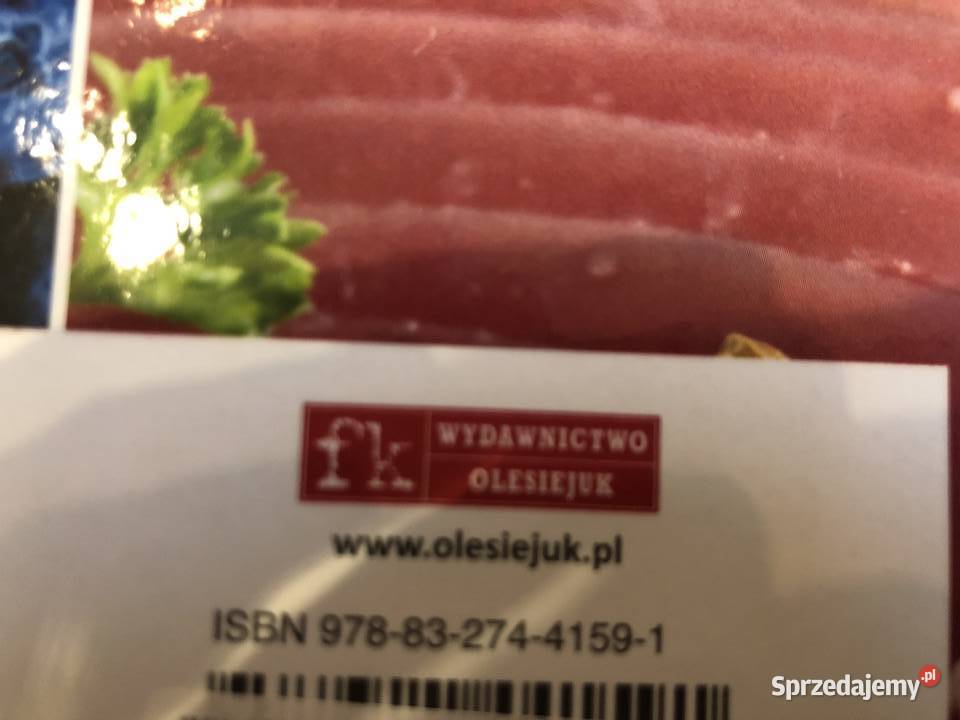 fk WYDAWNICTWO
OLESIEJUK
www.olesiejuk.pl
ISBN 978-83-274-4159-1
Sprzedajemy.pl